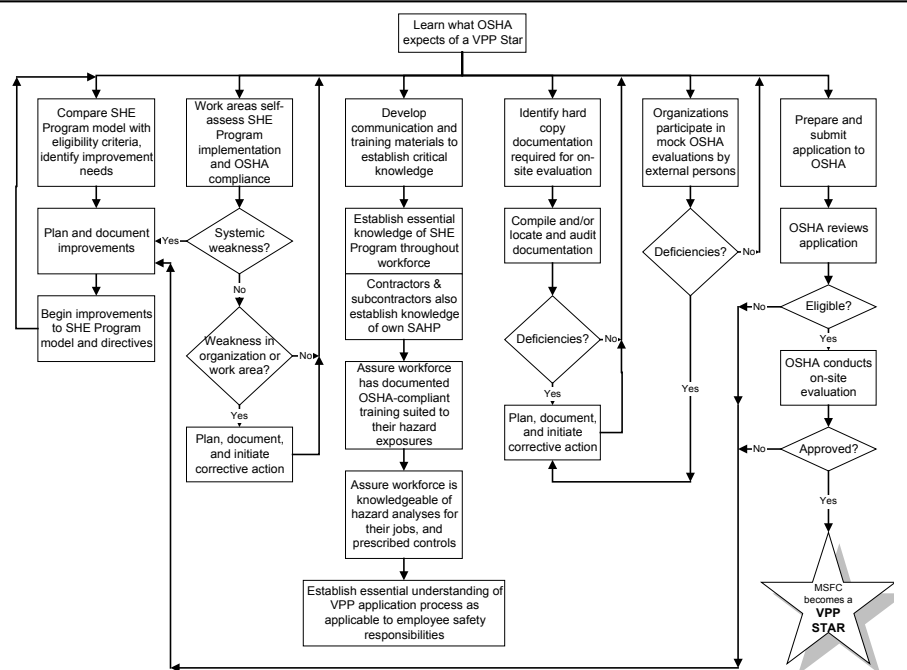 Learn what OSHA
expects of a VPP Star
Compare SHE
Program model with
eligibility criteria,
identify improvement
needs
Plan and document
improvements
Begin improvements
to SHE Program
model and directives
Work areas self-
assess SHE
Program
implementation
and OSHA
compliance
Systemic
weakness?
Yes
No
Weakness in
organization or
work area?
No
Yes
Plan, document,
and initiate
corrective action
Develop
communication and
training materials to
establish critical
knowledge
Establish essential
knowledge of SHE
Program throughout
workforce
Contractors &
subcontractors also
establish knowledge
of own SAHP
Assure workforce
has documented
OSHA-compliant
training suited to
their hazard
exposures
Assure workforce is
knowledgeable of
hazard analyses for
their jobs, and
prescribed controls
Establish essential understanding of
VPP application process as
applicable to employee safety
responsibilities
Identify hard
copy
documentation
required for on-
site evaluation
Compile and/or
locate and audit
documentation
Deficiencies?
No
Yes
Plan, document,
and initiate
corrective action
Organizations
participate in
mock OSHA
evaluations by
external persons
Deficiencies?
No
Yes
Prepare and
submit
application to
OSHA
OSHA reviews
application
Eligible?
No
Yes
OSHA conducts
on-site
evaluation
Approved?
No
Yes
MSFC
becomes a
VPP
STAR